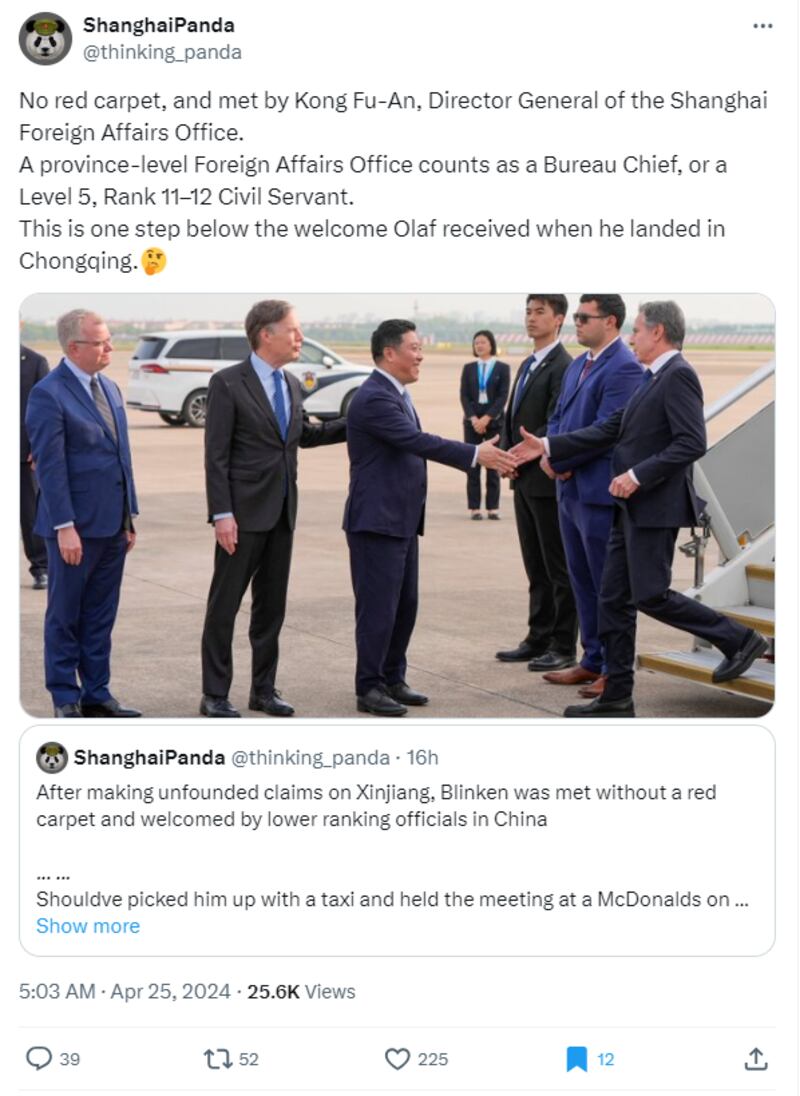 ShanghaiPanda
@thinking_panda
No red carpet, and met by Kong Fu-An, Director General of the Shanghai
Foreign Affairs Office.
A province-level Foreign Affairs Office counts as a Bureau Chief, or a
Level 5, Rank 11–12 Civil Servant.
This is one step below the welcome Olaf received when he landed in
Chongqing.🤔
ShanghaiPanda @thinking_panda · 16h
After making unfounded claims on Xinjiang, Blinken was met without a red
carpet and welcomed by lower ranking officials in China
... ...
Shouldve picked him up with a taxi and held the meeting at a McDonalds on ...
Show more
5:03 AM · Apr 25, 2024 · 25.6K Views
39 52 225 12